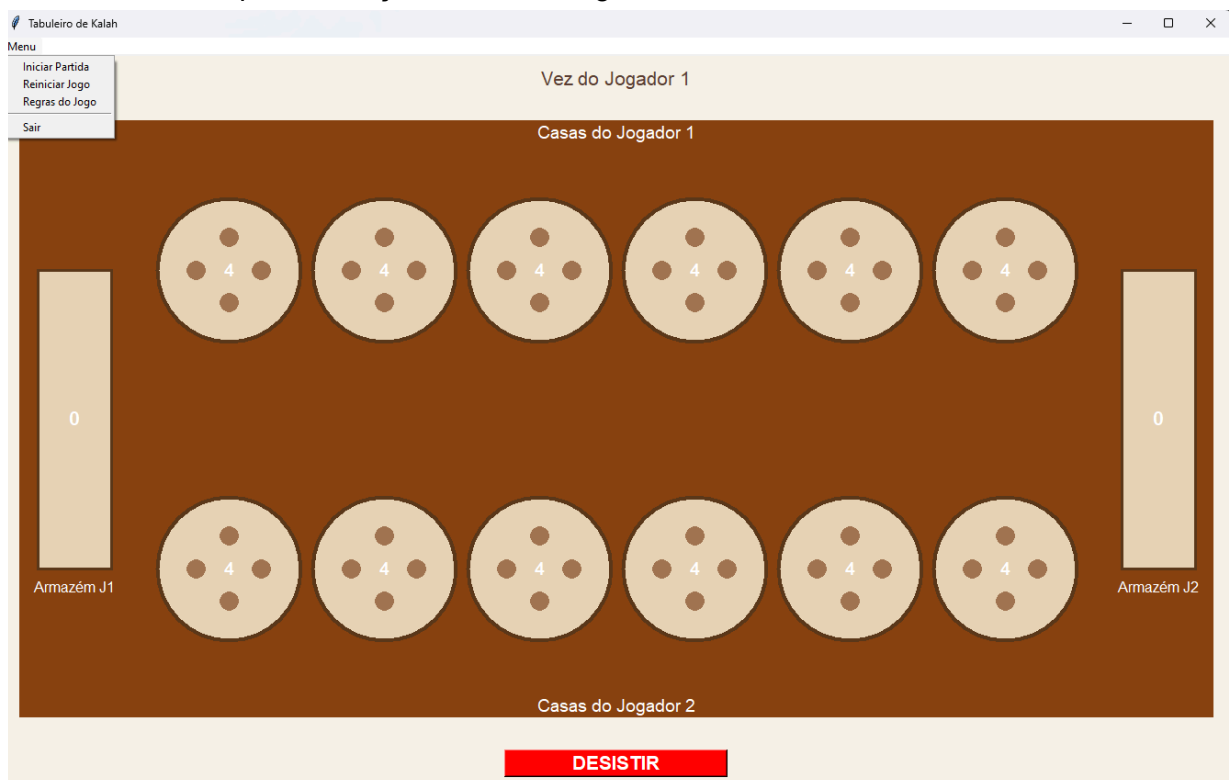 Tabuleiro de Kalah
Menu
Iniciar Partida
Reiniciar Jogo
Regras do Jogo
Sair
Vez do Jogador 1
Casas do Jogador 1
4 4 4 4 4 4
0 0
4 4 4 4 4 4
Armazém J1 Armazém J2
Casas do Jogador 2
DESISTIR